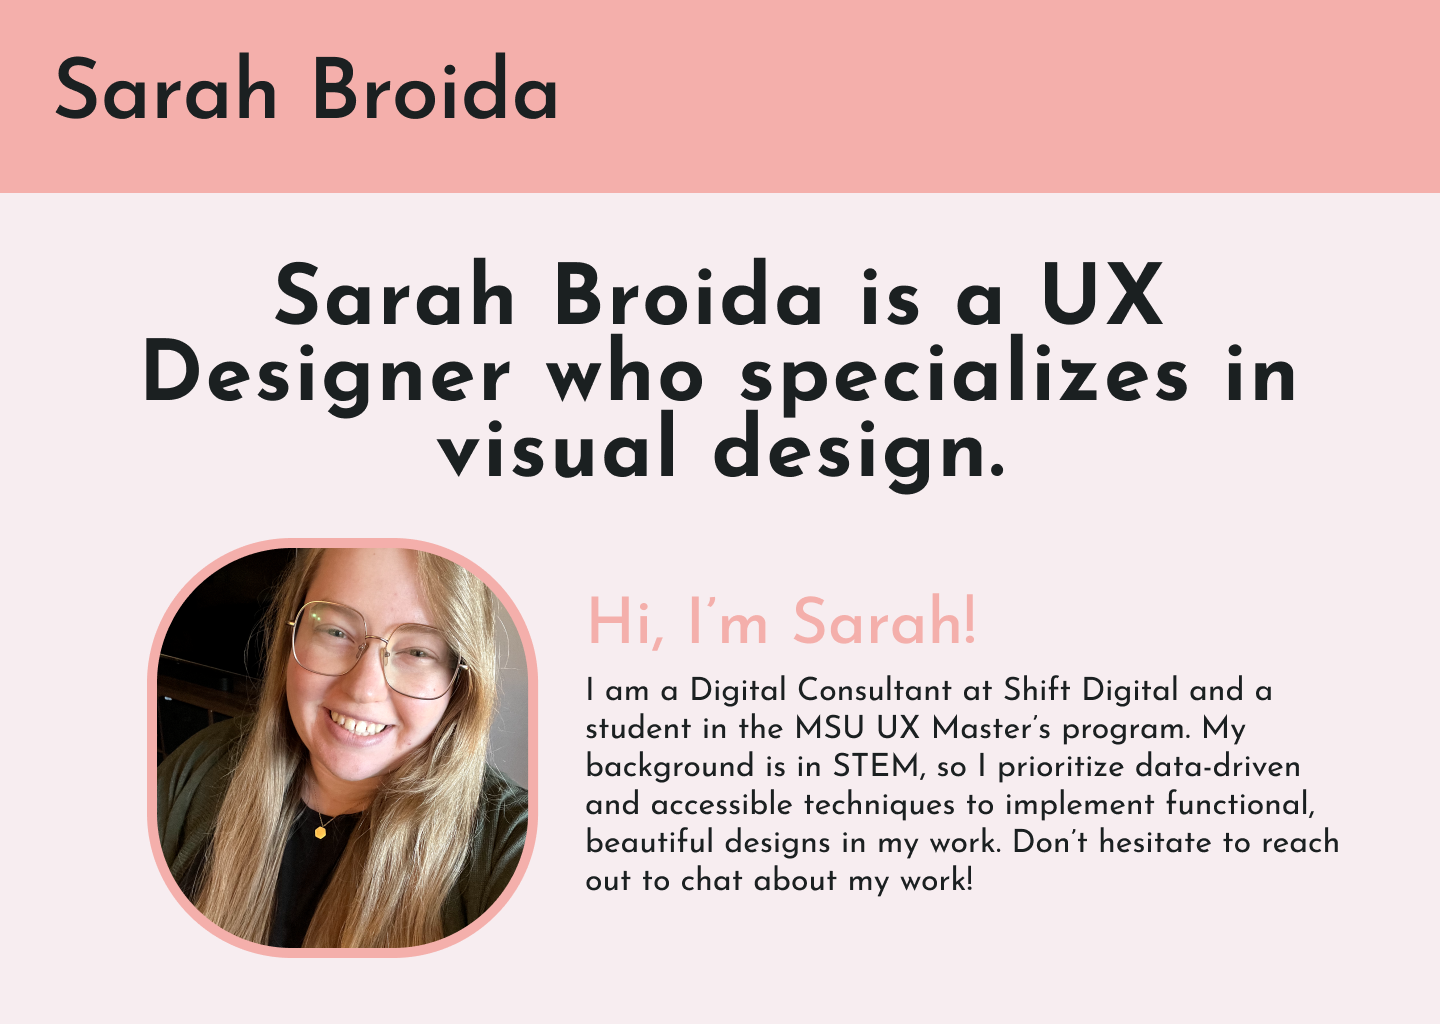 Sarah Broida
Sarah Broida is a UX
Designer who specializes in
visual design.
Hi, I’m Sarah!
I am a Digital Consultant at Shift Digital and a
student in the MSU UX Master’s program. My
background is in STEM, so I prioritize data-driven
and accessible techniques to implement functional,
beautiful designs in my work. Don’t hesitate to reach
out to chat about my work!